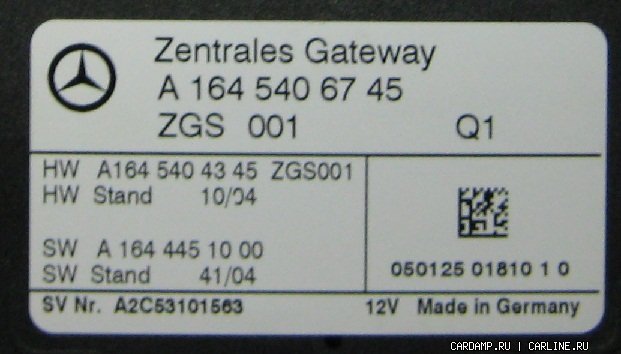 Zentrales Gateway
A 164 540 67 45
ZGS 001 Q1
HW A164 540 43 45 ZGS001
HW Stand 10/04
SW A 164 445 10 00
SW Stand 41/04
050125 01810 1 0
SV Nr. A2C53101563 12V Made in Germany
CARDAMP.RU | CARLINE.RU